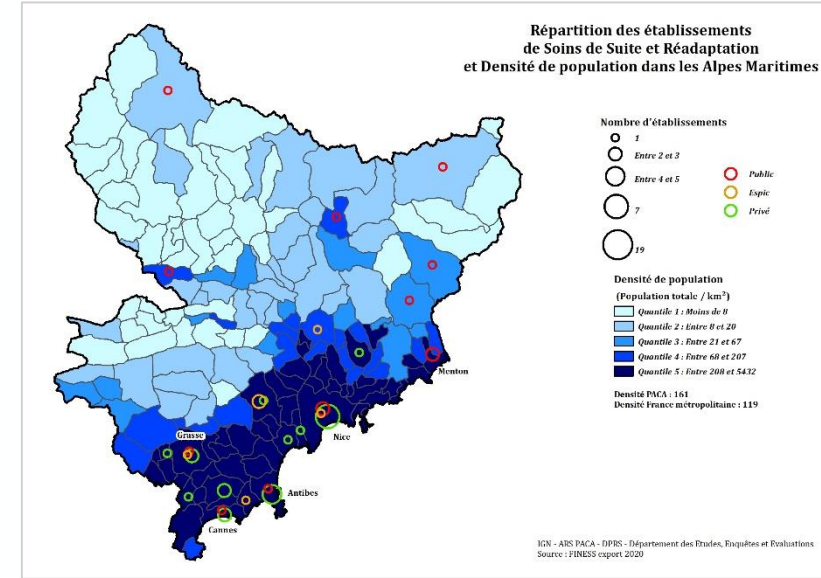 Répartition des établissements
de Soins de Suite et Réadaptation
et Densité de population dans les Alpes Maritimes
Nombre d'établissements
1
Entre 2 et 3
Entre 4 et 5
7
19
Public
Espic
Privé
Densité de population
(Population totale / km²)
Quantile 1 : Moins de 8
Quantile 2 : Entre 8 et 20
Quantile 3 : Entre 21 et 67
Quantile 4 : Entre 68 et 207
Quantile 5 : Entre 208 et 5432
Densité PACA : 161
Densité France métropolitaine : 119
Menton
Nice
Grasse
Antibes
Cannes
IGN - ARS PACA - DPRS - Département des Etudes, Enquêtes et Evaluations
Source : FINESS export 2020